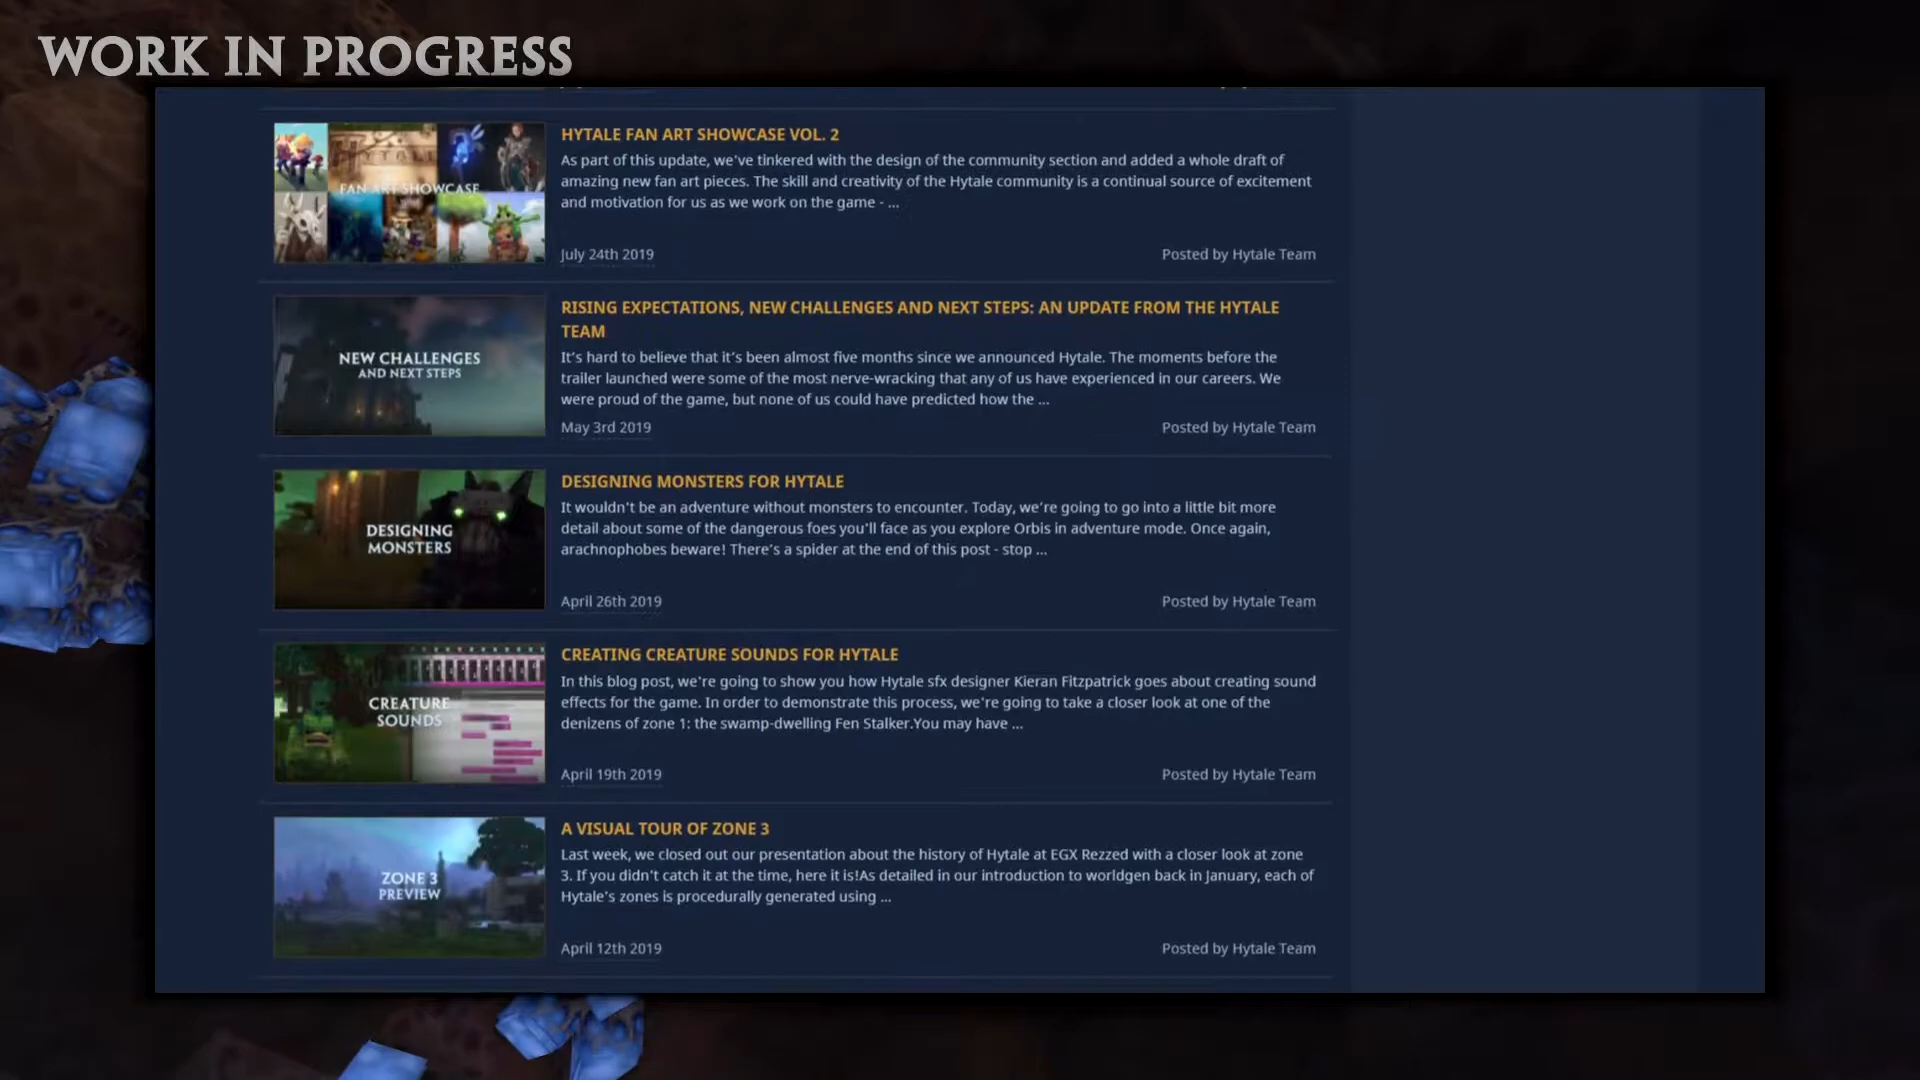 WORK IN PROGRESS
HYTALE FAN ART SHOWCASE VOL. 2
As part of this update, we've tinkered with the design of the community section and added a whole draft of
amazing new fan art pieces. The skill and creativity of the Hytale community is a continual source of excitement
and motivation for us as we work on the game - ...
FAN ART SHOWCASE
July 24th 2019
Posted by Hytale Team
RISING EXPECTATIONS, NEW CHALLENGES AND NEXT STEPS: AN UPDATE FROM THE HYTALE
TEAM
NEW CHALLENGES
AND NEXT STEPS
It's hard to believe that it's been almost five months since we announced Hytale. The moments before the
trailer launched were some of the most nerve-wracking that any of us have experienced in our careers. We
were proud of the game, but none of us could have predicted how the ...
May 3rd 2019
Posted by Hytale Team
DESIGNING MONSTERS FOR HYTALE
DESIGNING
MONSTERS
It wouldn't be an adventure without monsters to encounter. Today, we're going to go into a little bit more
detail about some of the dangerous foes you'll face as you explore Orbis in adventure mode. Once again,
arachnophobes beware! There's a spider at the end of this post - stop ...
April 26th 2019
Posted by Hytale Team
CREATING CREATURE SOUNDS FOR HYTALE
CREATURE
SOUNDS
In this blog post, we're going to show you how Hytale sfx designer Kieran Fitzpatrick goes about creating sound
effects for the game. In order to demonstrate this process, we're going to take a closer look at one of the
denizens of zone 1: the swamp-dwelling Fen Stalker.You may have ...
April 19th 2019
Posted by Hytale Team
A VISUAL TOUR OF ZONE 3
ZONE 3
PREVIEW
Last week, we closed out our presentation about the history of Hytale at EGX Rezzed with a closer look at zone
3. If you didn't catch it at the time, here it is!As detailed in our introduction to worldgen back in January, each of
Hytale's zones is procedurally generated using ...
April 12th 2019
Posted by Hytale Team